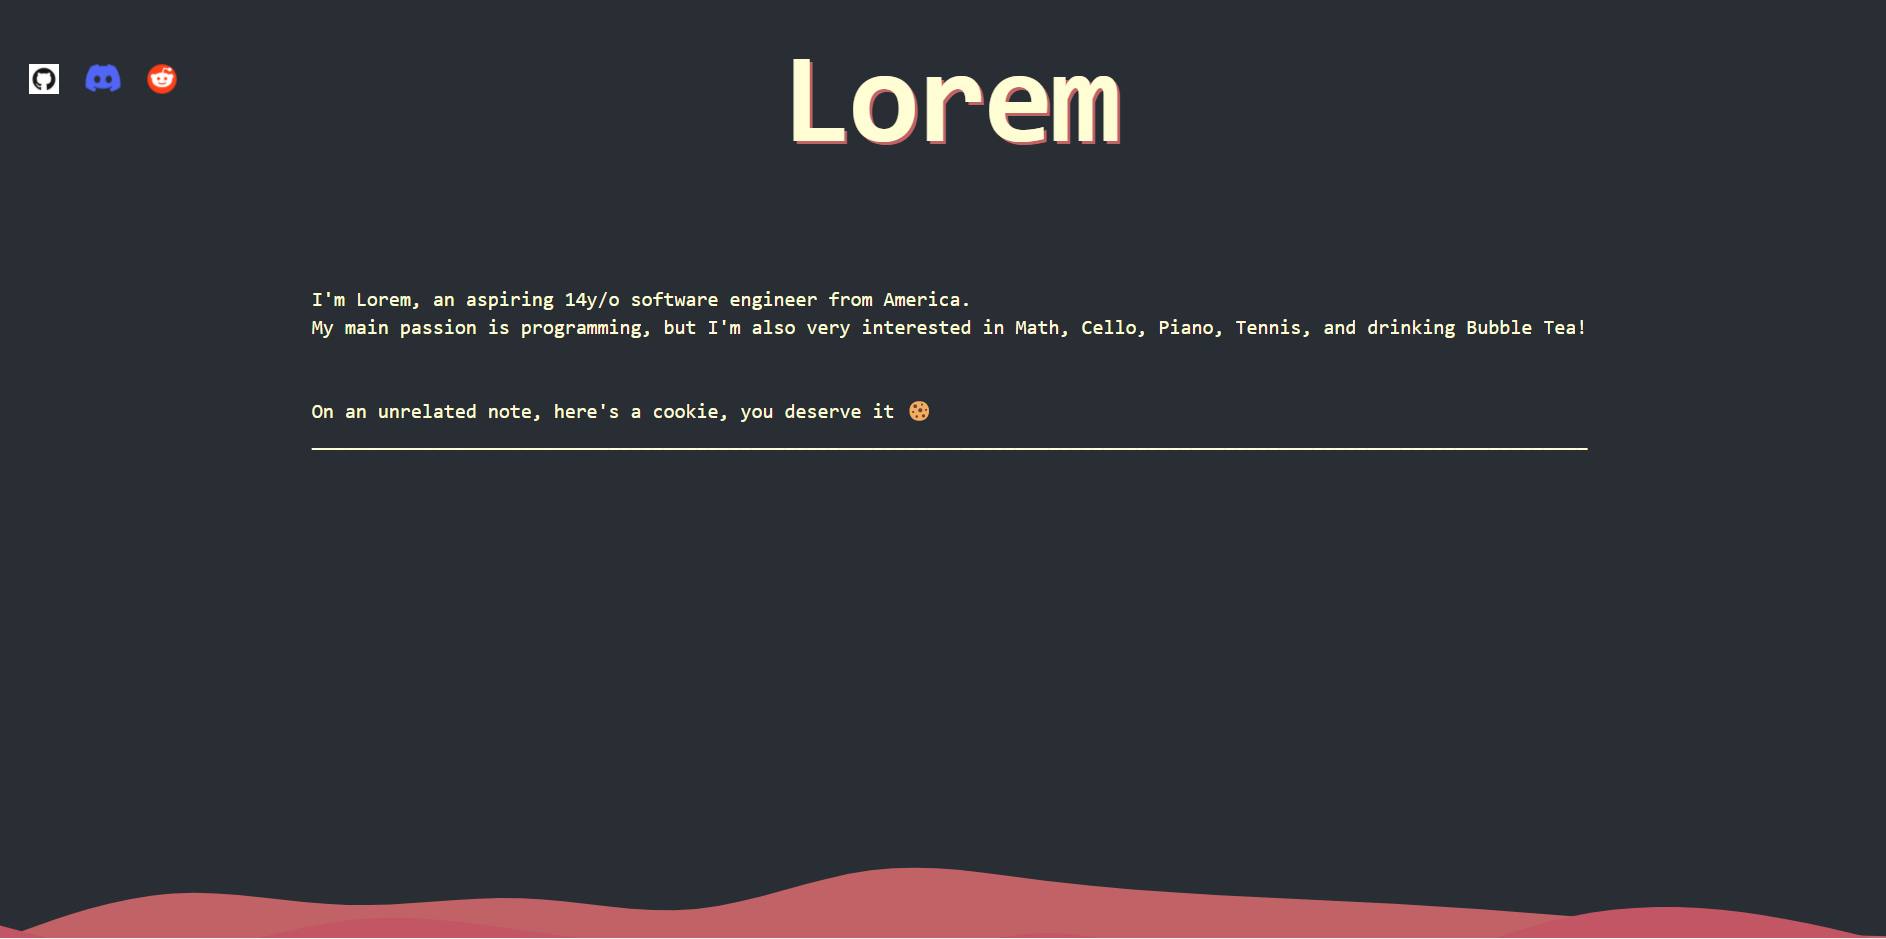 Lorem
I'm Lorem, an aspiring 14y/o software engineer from America.
My main passion is programming, but I'm also very interested in Math, Cello, Piano, Tennis, and drinking Bubble Tea!
On an unrelated note, here's a cookie, you deserve it 🍪